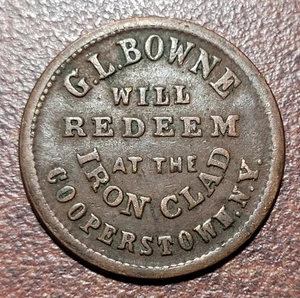 G.L.BOWNE
WILL
REDEEM
AT THE
IRON CLAD
COOPERSTOWN.N.Y.